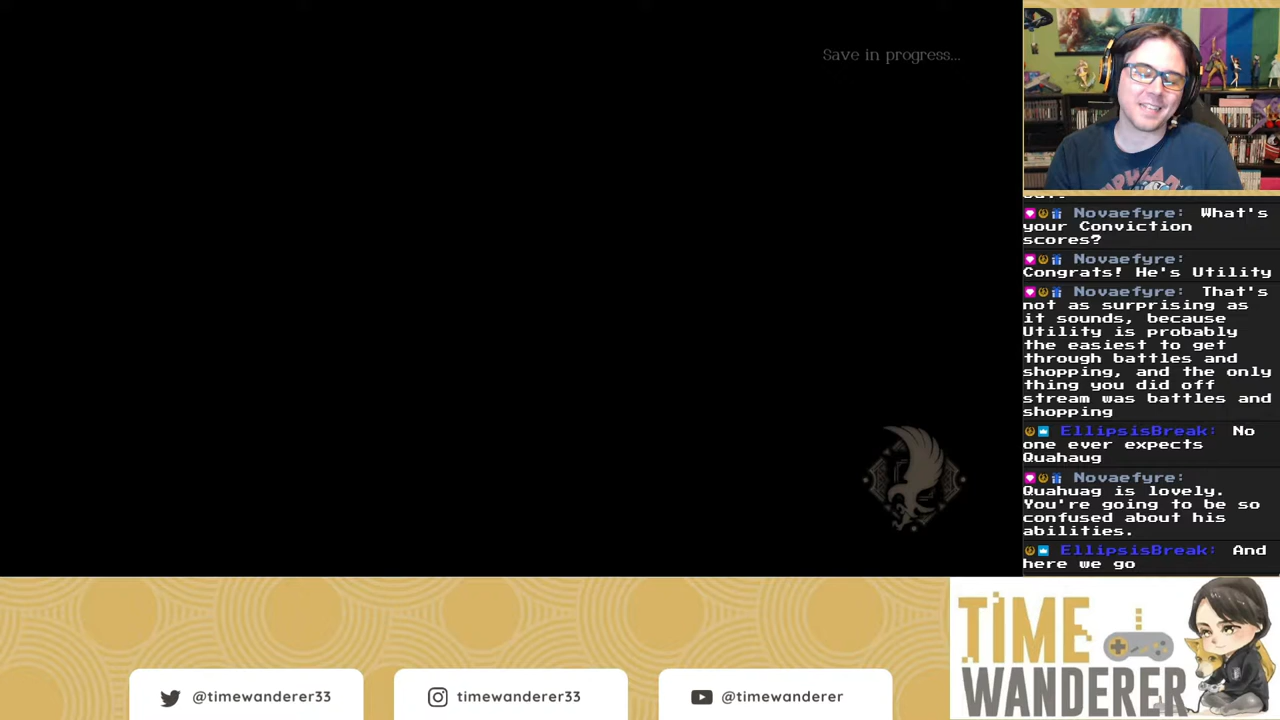 Save in progress...
Novaefyre: What's
your Conviction
scores?
Novaefyre:
Congrats! He's Utility
Novaefyre: That's
not as surprising as
it sounds, because
Utility is probably
the easiest to get
through battles and
shopping, and the only
thing you did off
stream was battles and
shopping
EllipsisBreak: No
one ever expects
Quahaug
Novaefyre:
Quahuag is lovely.
You're going to be so
confused about his
abilities.
EllipsisBreak: And
here we go
TIME
WANDERER
@timewanderer33
timewanderer33
@timewanderer